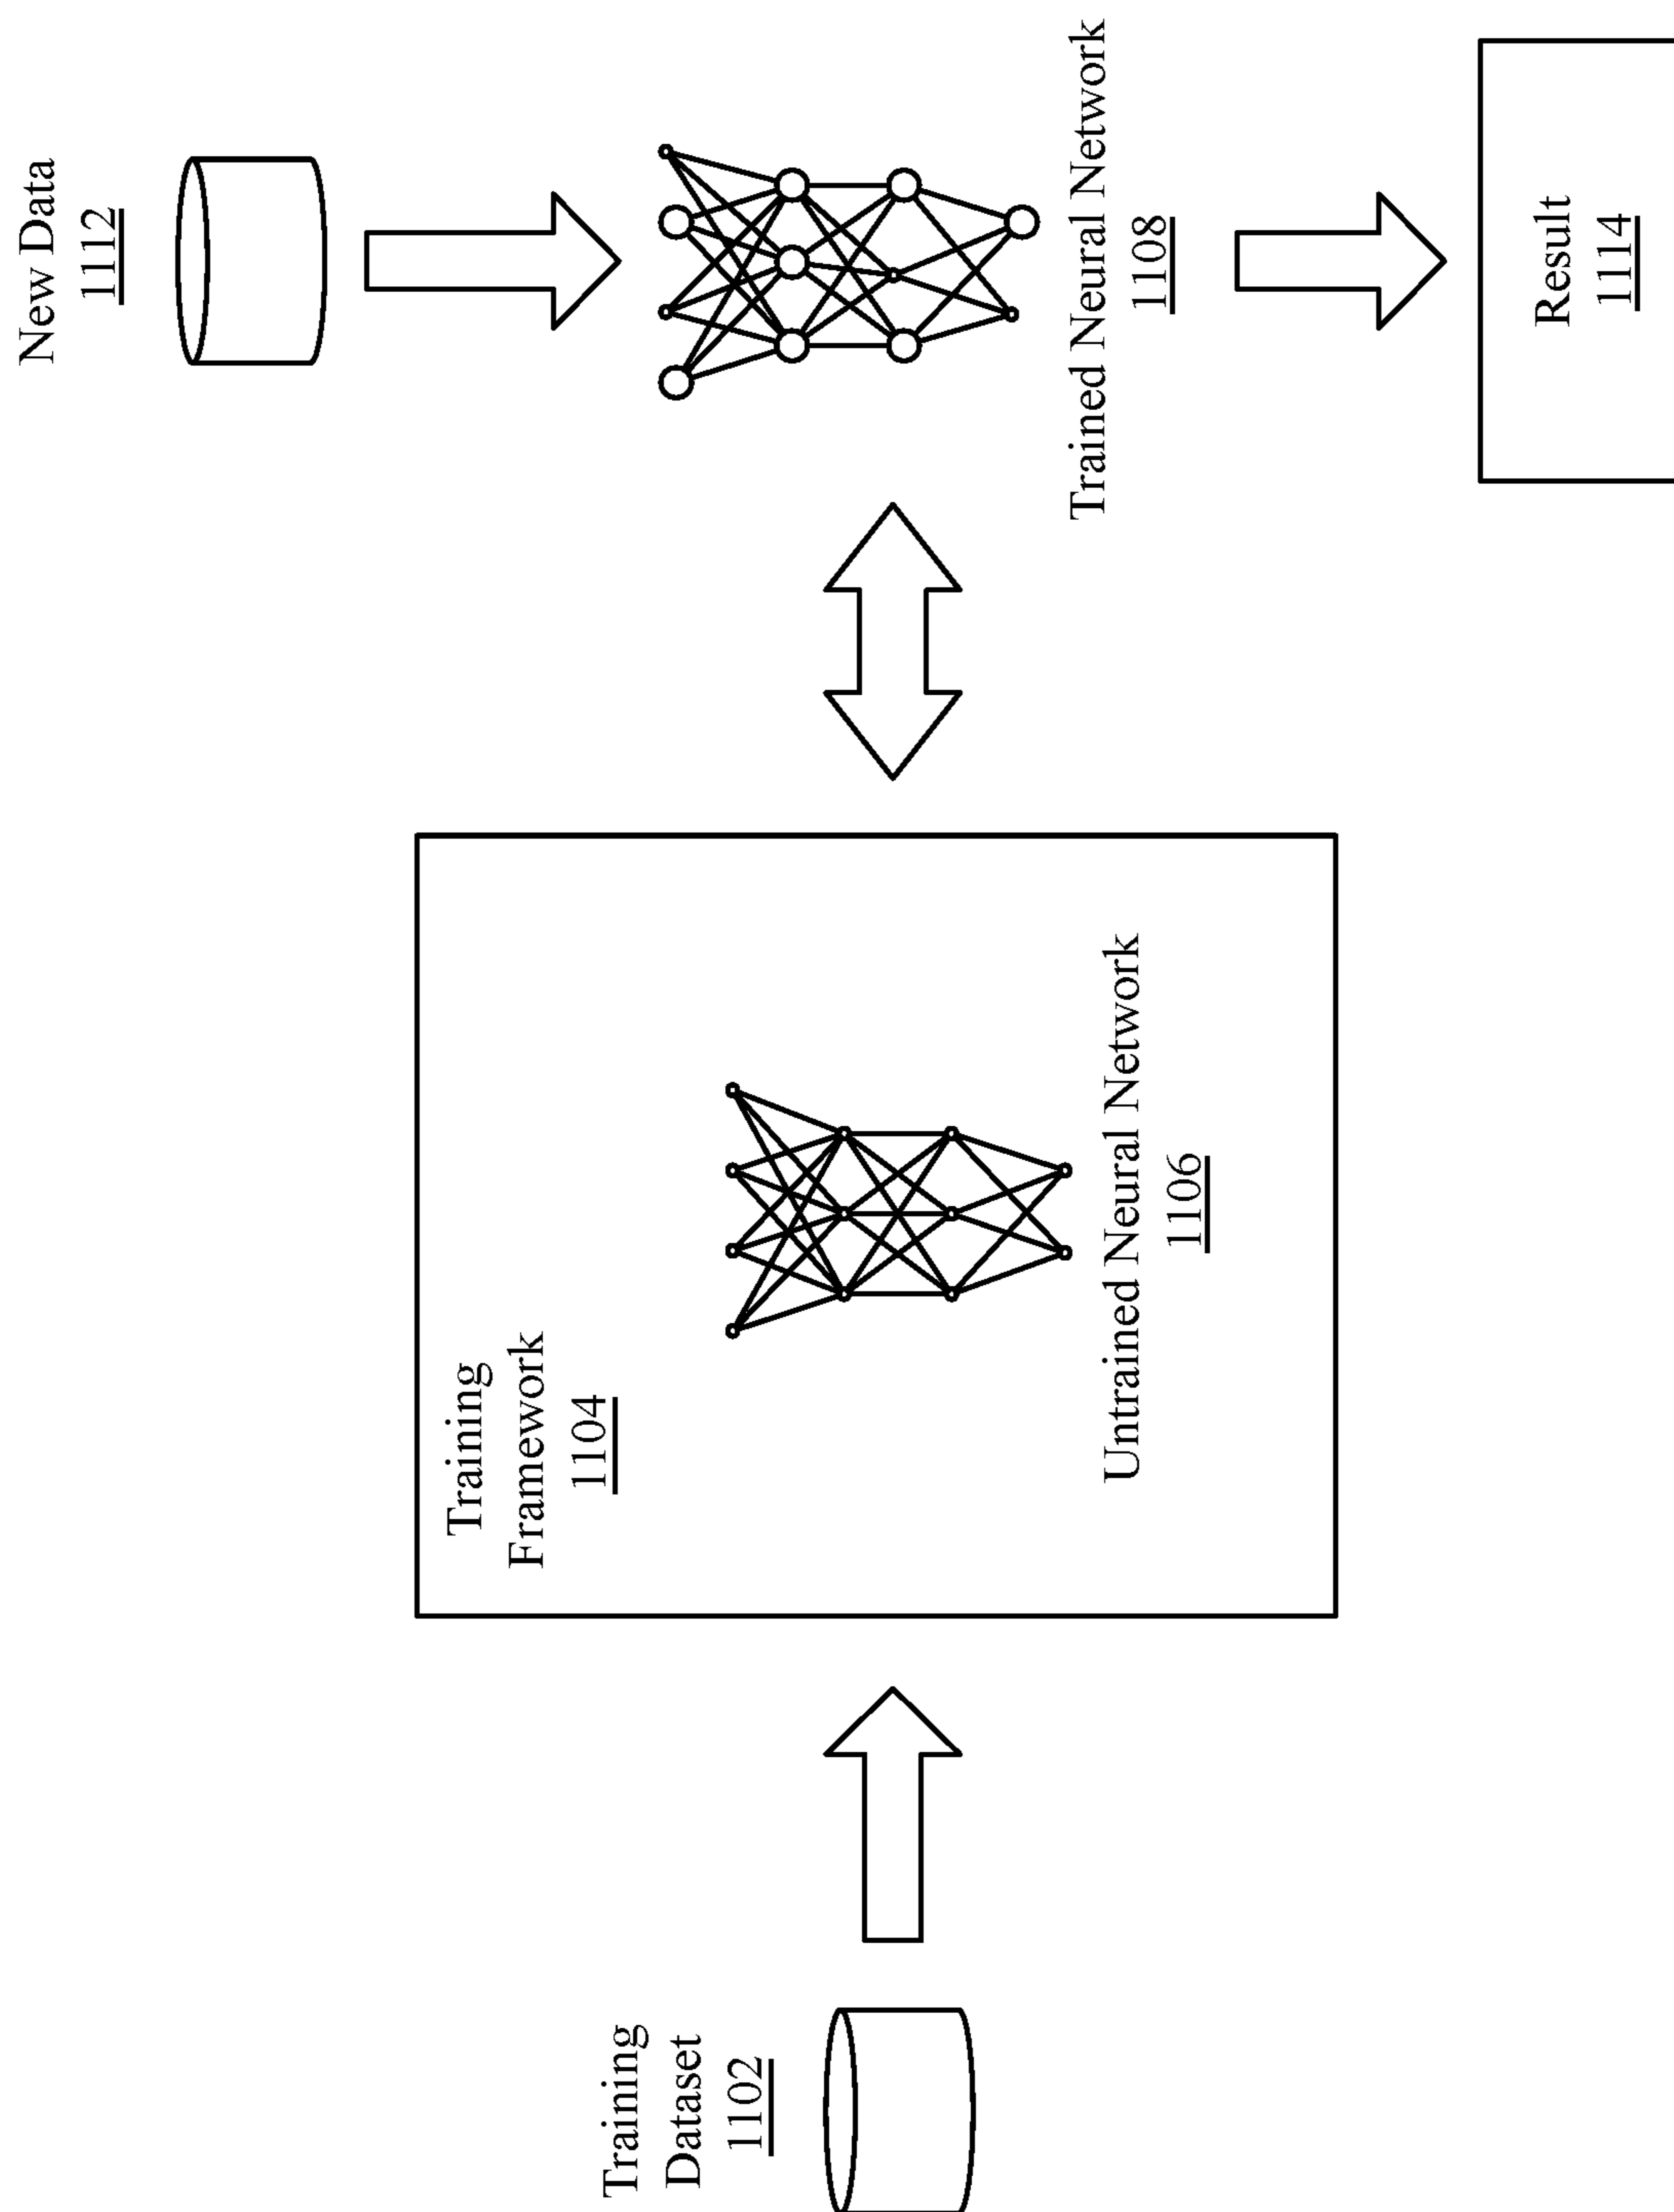 Training
Dataset
1102
Training
Framework
1104
Untrained Neural Network
1106
New Data
1112
Trained Neural Network
1108
Result
1114